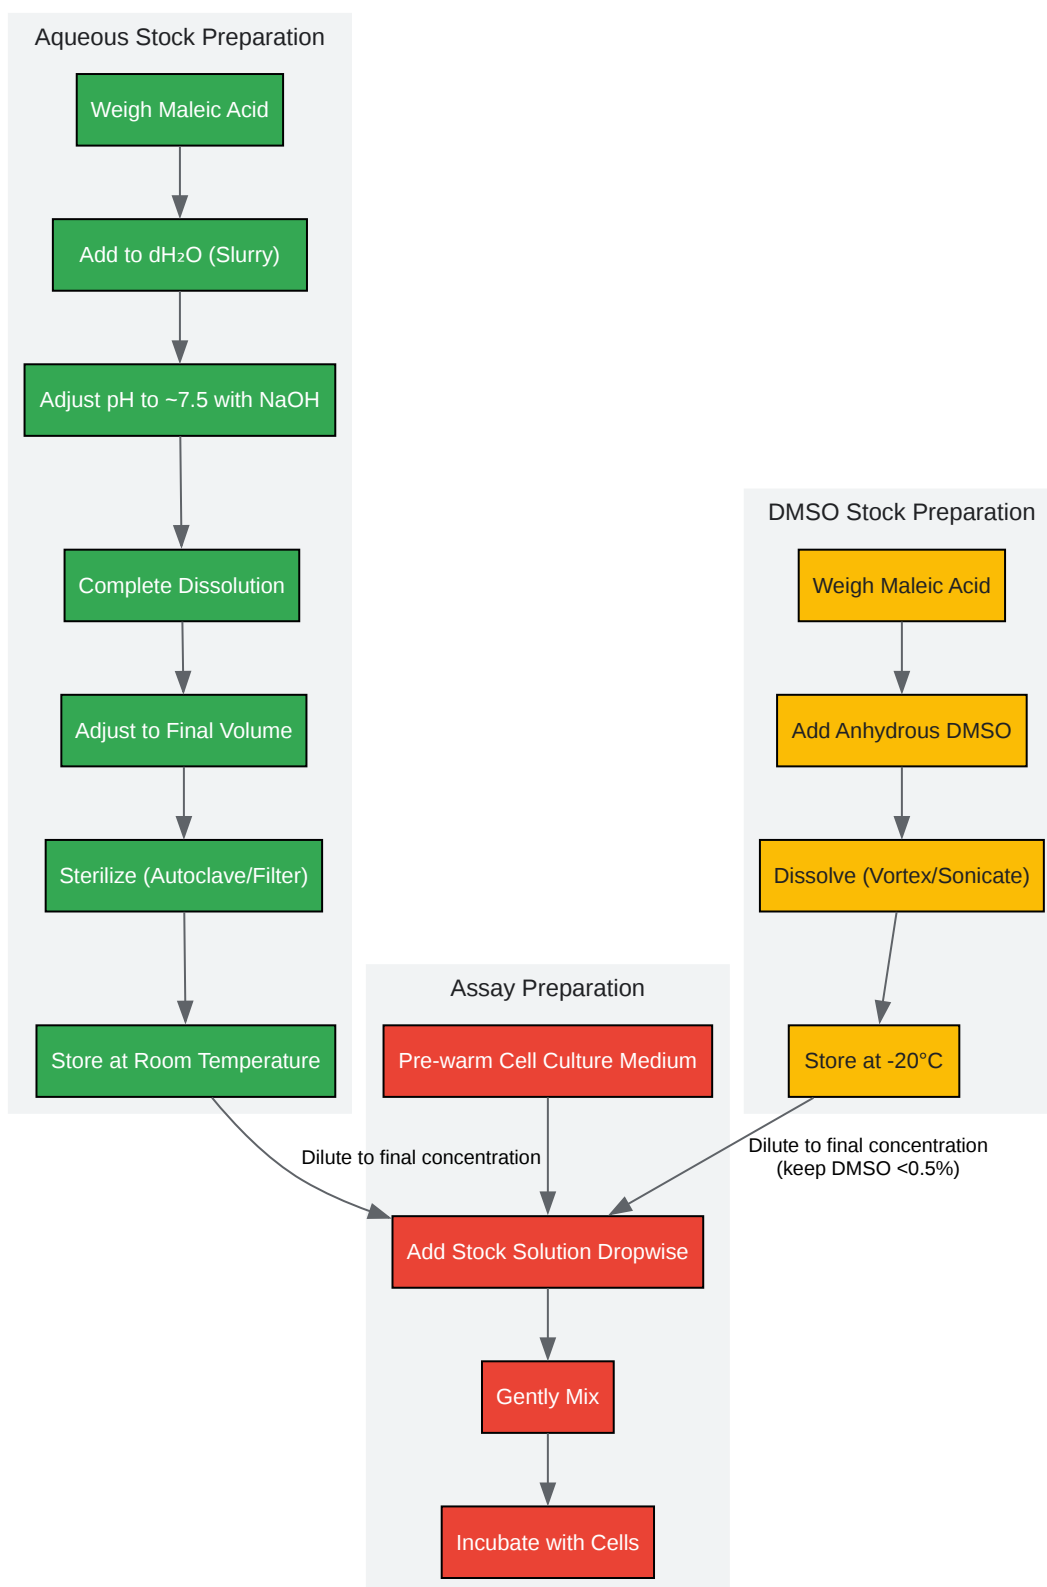 Aqueous Stock Preparation
Weigh Maleic Acid
Add to dH₂O (Slurry)
Adjust pH to ~7.5 with NaOH
Complete Dissolution
Adjust to Final Volume
Sterilize (Autoclave/Filter)
Store at Room Temperature
DMSO Stock Preparation
Weigh Maleic Acid
Add Anhydrous DMSO
Dissolve (Vortex/Sonicate)
Store at -20°C
Assay Preparation
Pre-warm Cell Culture Medium
Dilute to final concentration
Dilute to final concentration
(keep DMSO <0.5%)
Add Stock Solution Dropwise
Gently Mix
Incubate with Cells